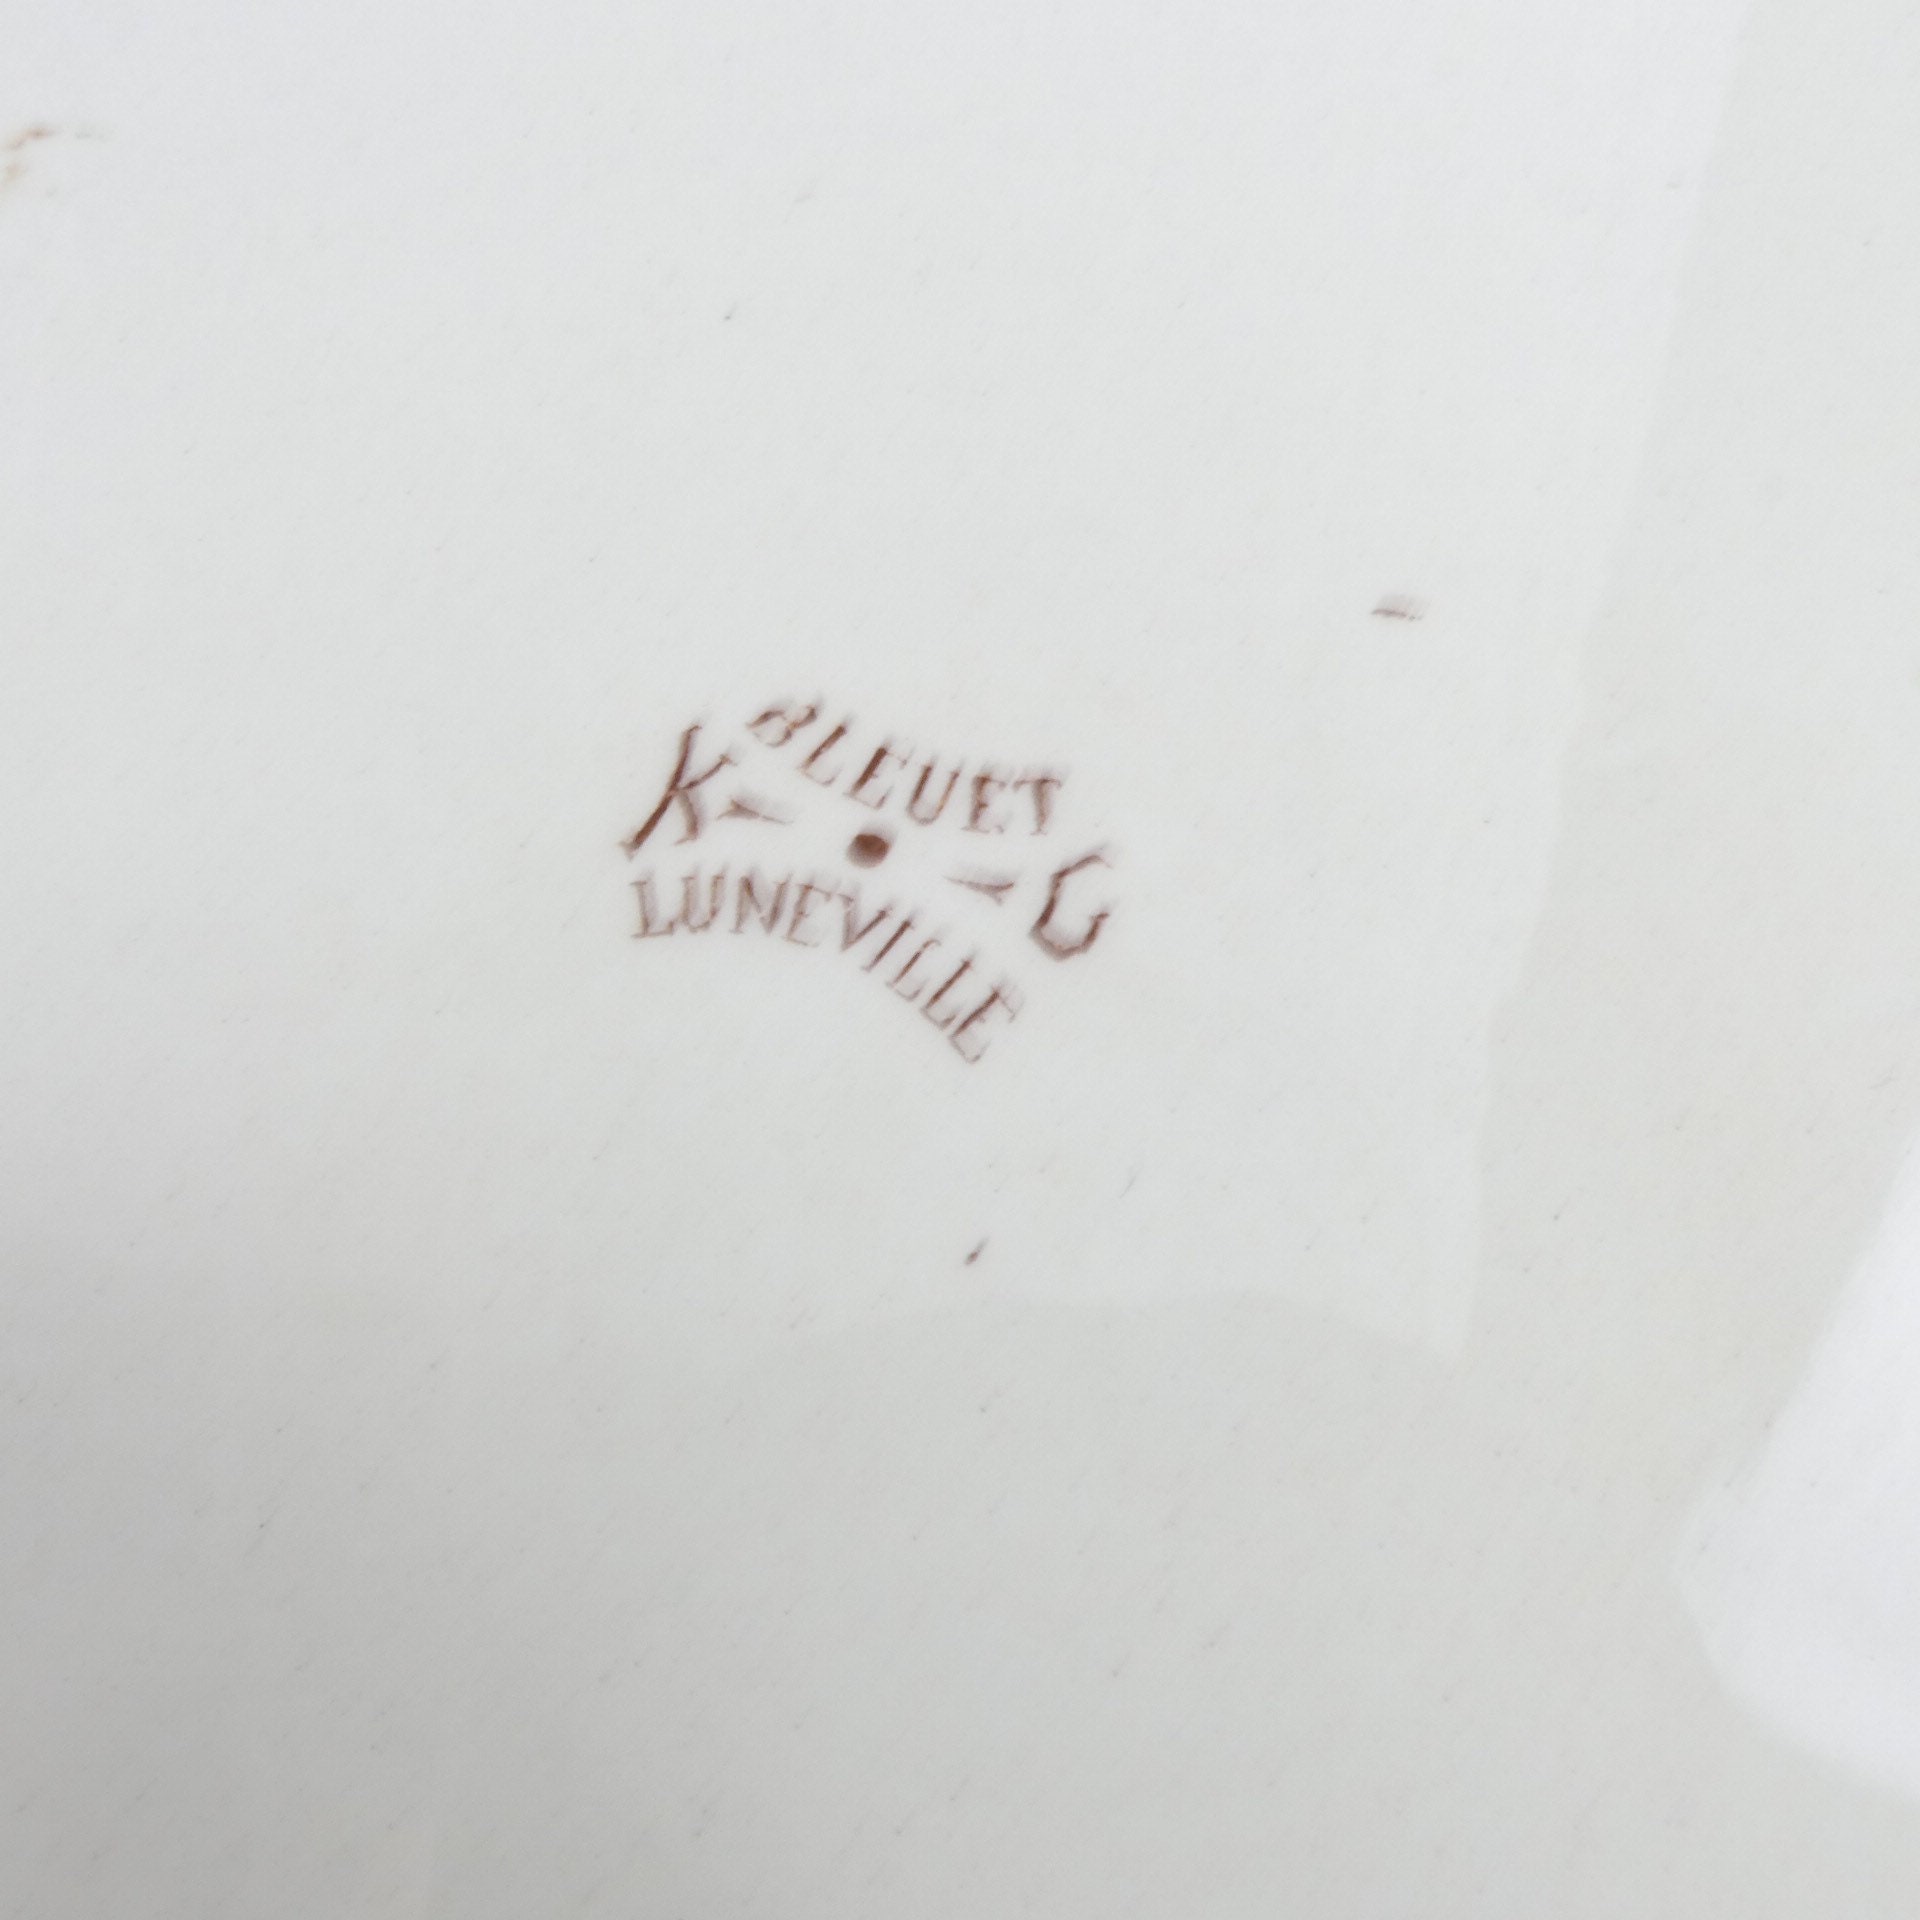 BLEUET
K - • - G
LUNEVILLE